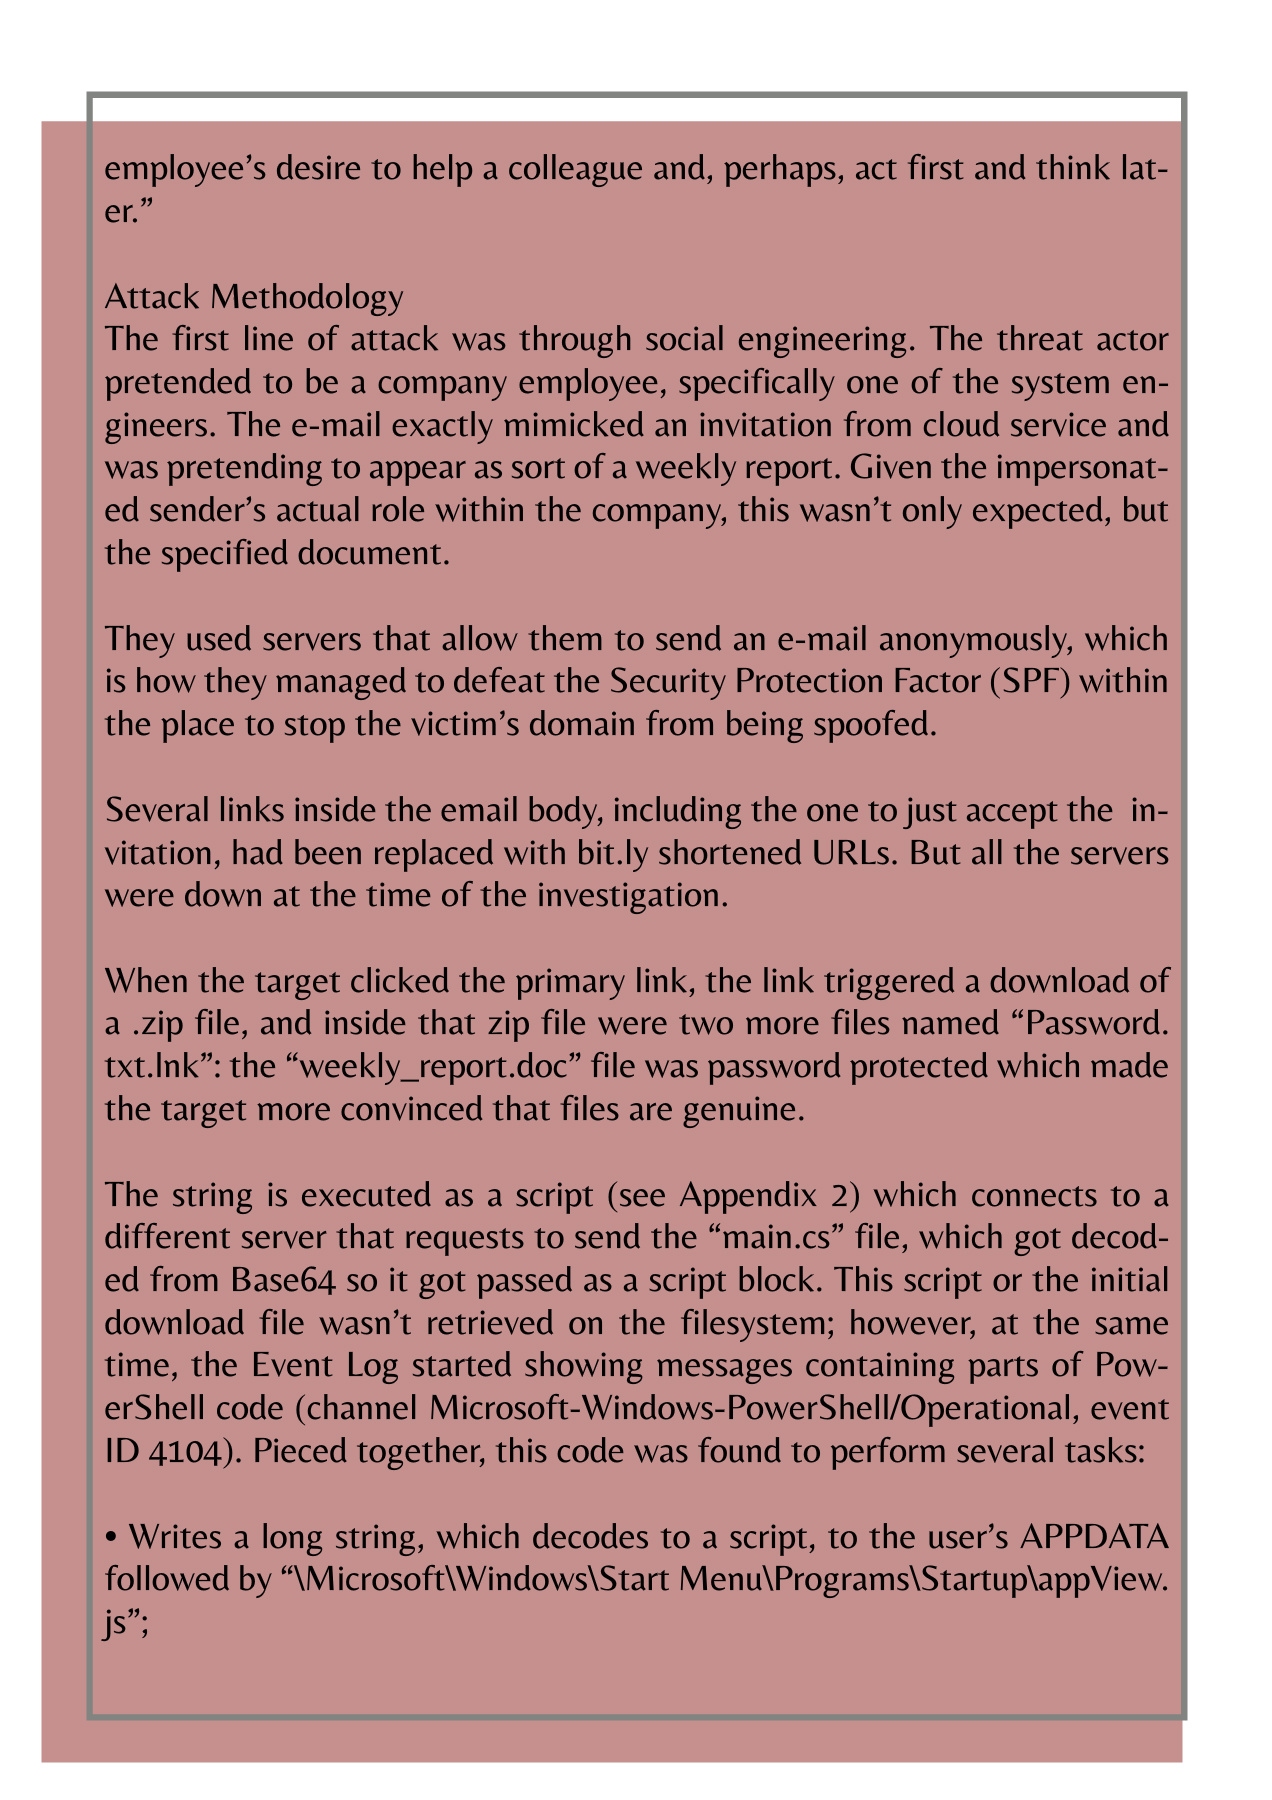 employee’s desire to help a colleague and, perhaps, act first and think lat-
er.”
Attack Methodology
The first line of attack was through social engineering. The threat actor
pretended to be a company employee, specifically one of the system en-
gineers. The e-mail exactly mimicked an invitation from cloud service and
was pretending to appear as sort of a weekly report. Given the impersonat-
ed sender’s actual role within the company, this wasn’t only expected, but
the specified document.
They used servers that allow them to send an e-mail anonymously, which
is how they managed to defeat the Security Protection Factor (SPF) within
the place to stop the victim’s domain from being spoofed.
Several links inside the email body, including the one to just accept the  in-
vitation, had been replaced with bit.ly shortened URLs. But all the servers
were down at the time of the investigation.
When the target clicked the primary link, the link triggered a download of
a .zip file, and inside that zip file were two more files named “Password.
txt.lnk”: the “weekly_report.doc” file was password protected which made
the target more convinced that files are genuine.
The string is executed as a script (see Appendix 2) which connects to a
different server that requests to send the “main.cs” file, which got decod-
ed from Base64 so it got passed as a script block. This script or the initial
download file wasn’t retrieved on the filesystem; however, at the same
time, the Event Log started showing messages containing parts of Pow-
erShell code (channel Microsoft-Windows-PowerShell/Operational, event
ID 4104). Pieced together, this code was found to perform several tasks:
• Writes a long string, which decodes to a script, to the user’s APPDATA
followed by “\Microsoft\Windows\Start Menu\Programs\Startup\appView.
js”;